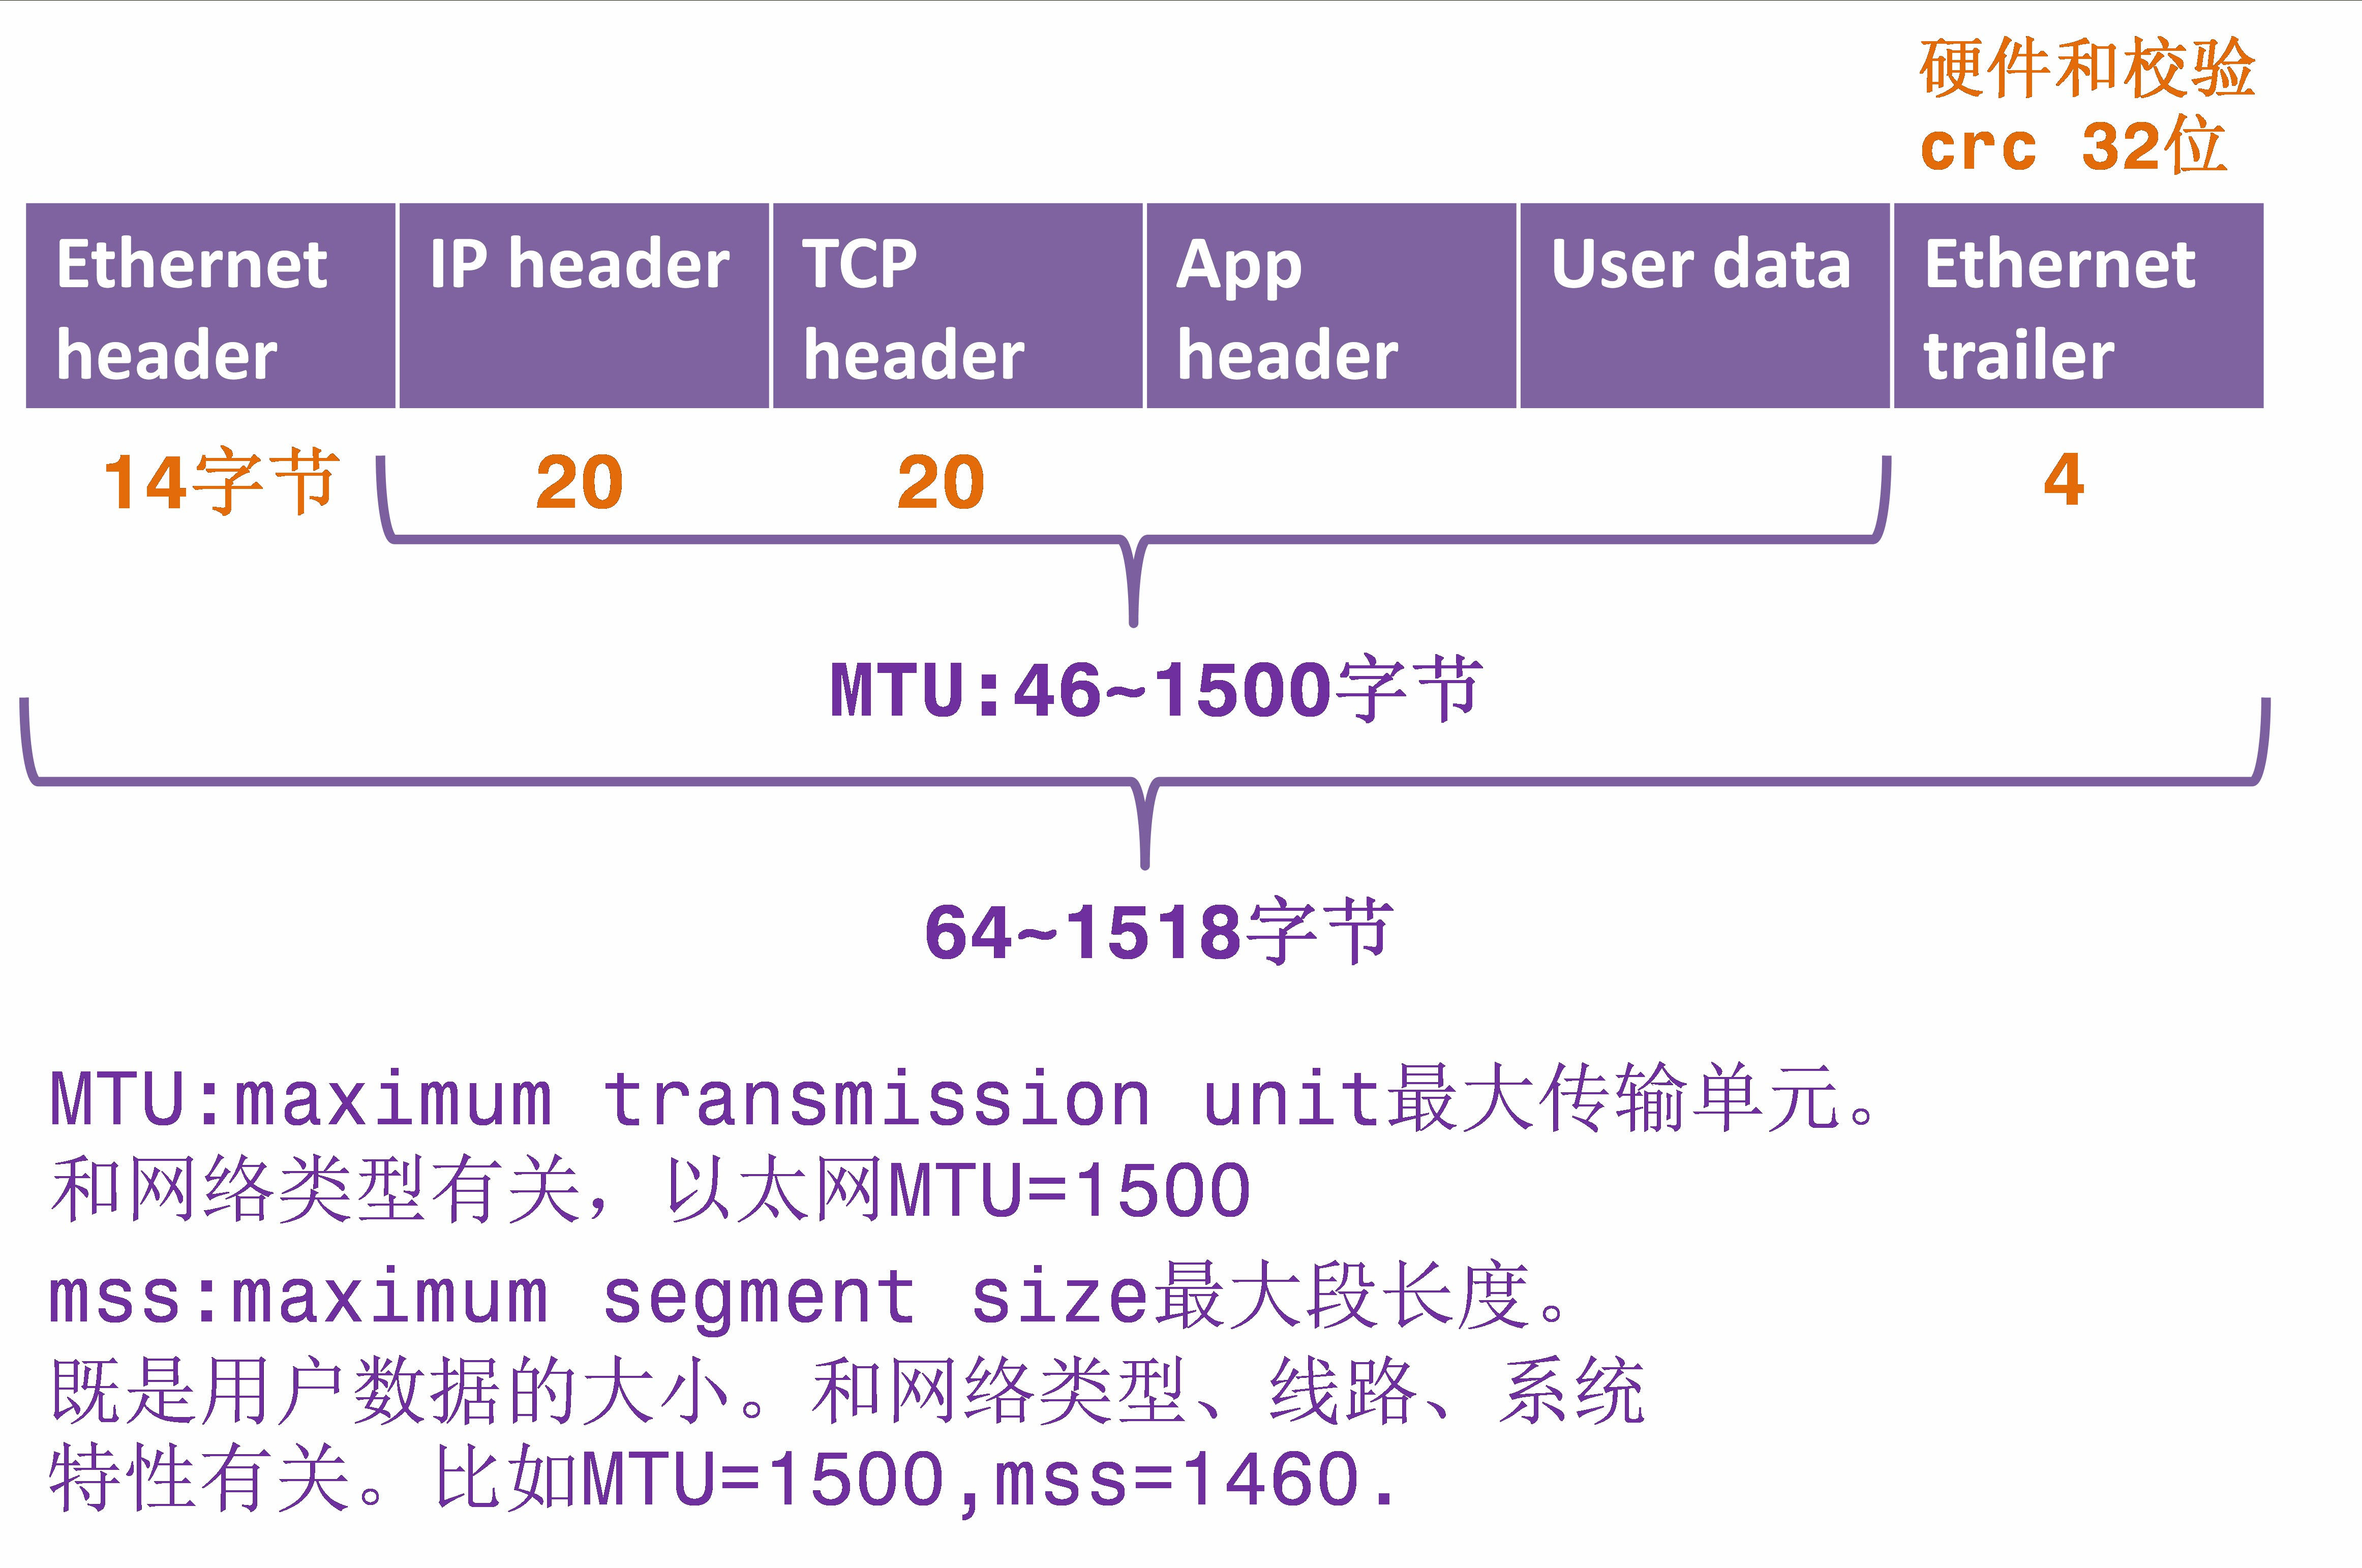 硬件和校验
crc 32位
Ethernet header
IP header
TCP header
App header
User data
Ethernet trailer
14字节
20
20
4
MTU:46~1500字节
64~1518字节
MTU:maximum transmission unit最大传输单元。
和网络类型有关，以太网MTU=1500
mss:maximum segment size最大段长度。
既是用户数据的大小。和网络类型、线路、系统
特性有关。比如MTU=1500,mss=1460.